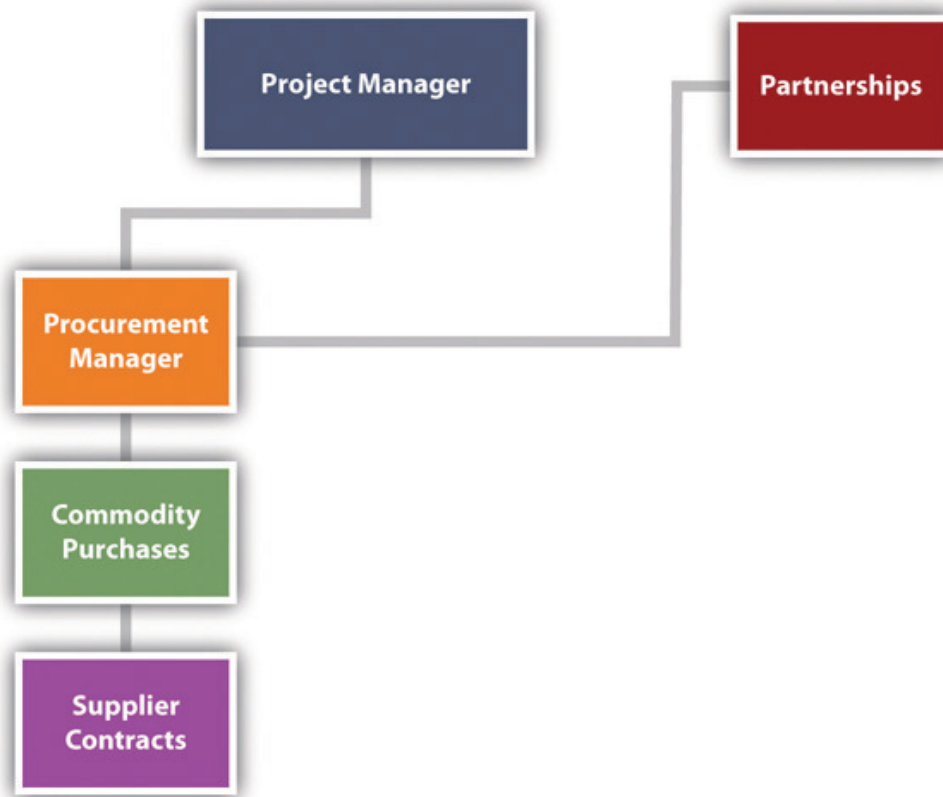 Project Manager
Partnerships
Procurement
Manager
Commodity
Purchases
Supplier
Contracts